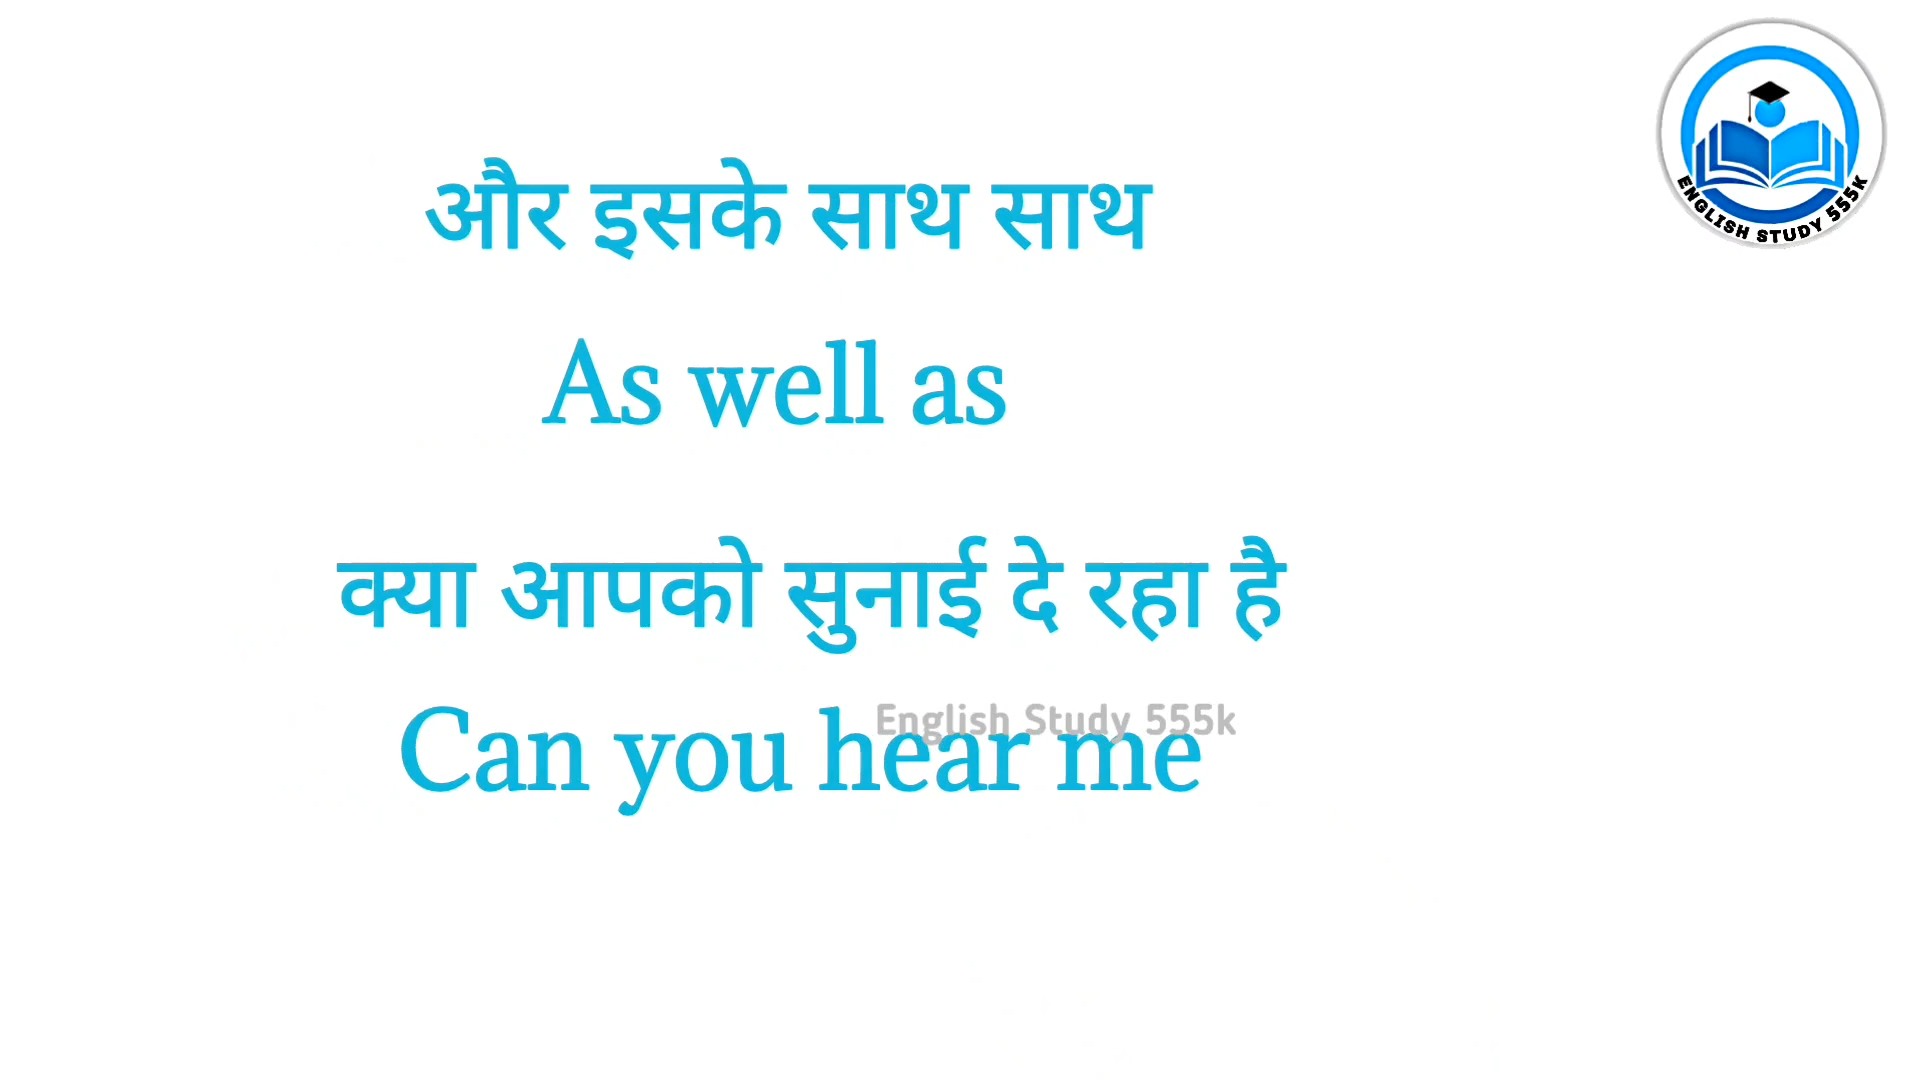 ENGLISH STUDY 555K
और इसके साथ साथ
As well as
क्या आपको सुनाई दे रहा है
English Study 555k
Can you hear me